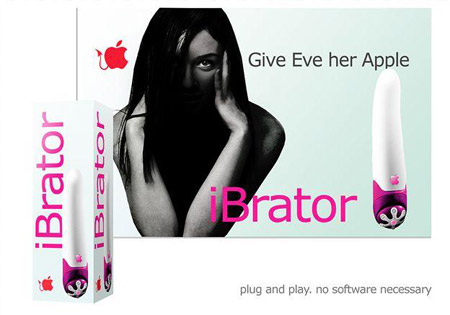 Give Eve her Apple
iBrator
iBrator
iBrator
plug and play. no software necessary